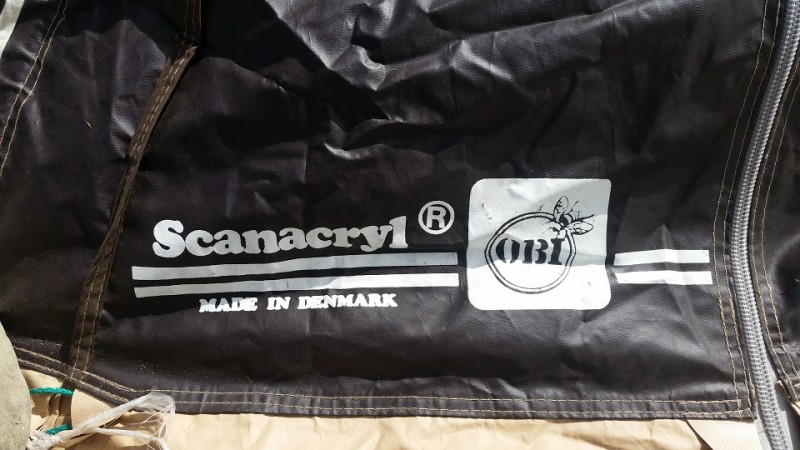 Scanacryl ®
OBI
MADE IN DENMARK